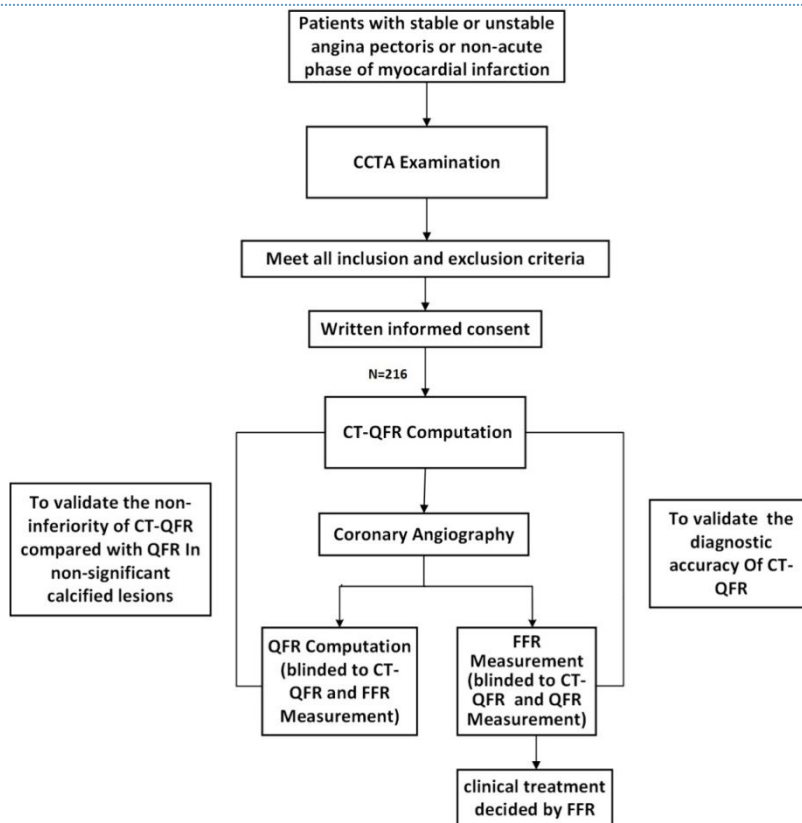 Patients with stable or unstable
angina pectoris or non-acute
phase of myocardial infarction
CCTA Examination
Meet all inclusion and exclusion criteria
Written informed consent
N=216
CT-QFR Computation
To validate the non-
inferiority of CT-QFR
compared with QFR In
non-significant
calcified lesions
To validate the
diagnostic
accuracy Of CT-
QFR
Coronary Angiography
QFR Computation
(blinded to CT-
QFR and FFR
Measurement)
FFR
Measurement
(blinded to CT-
QFR and QFR
Measurement)
clinical treatment
decided by FFR